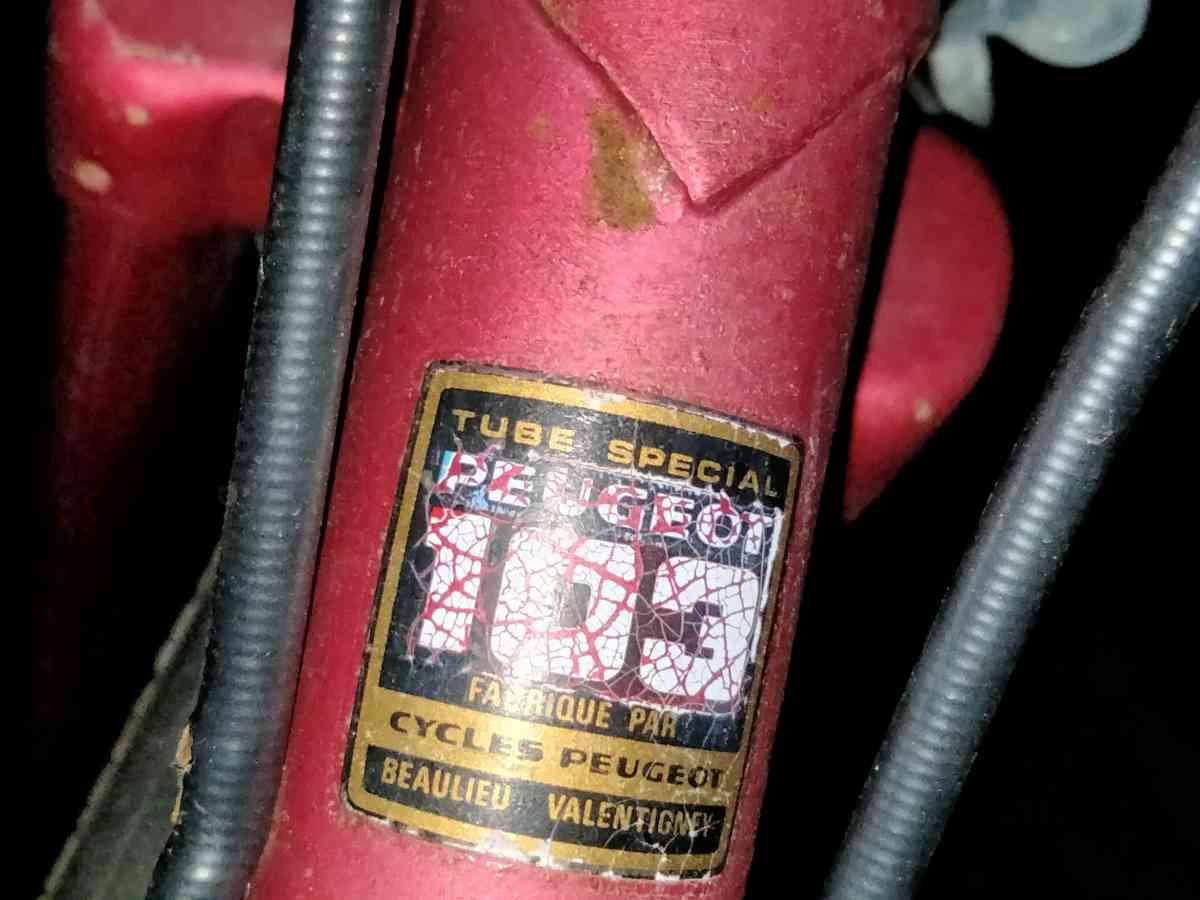 TUBE SPECIAL
PEUGEOT
103
FABRIQUE PAR
CYCLES PEUGEOT
BEAULIEU VALENTIGNEY